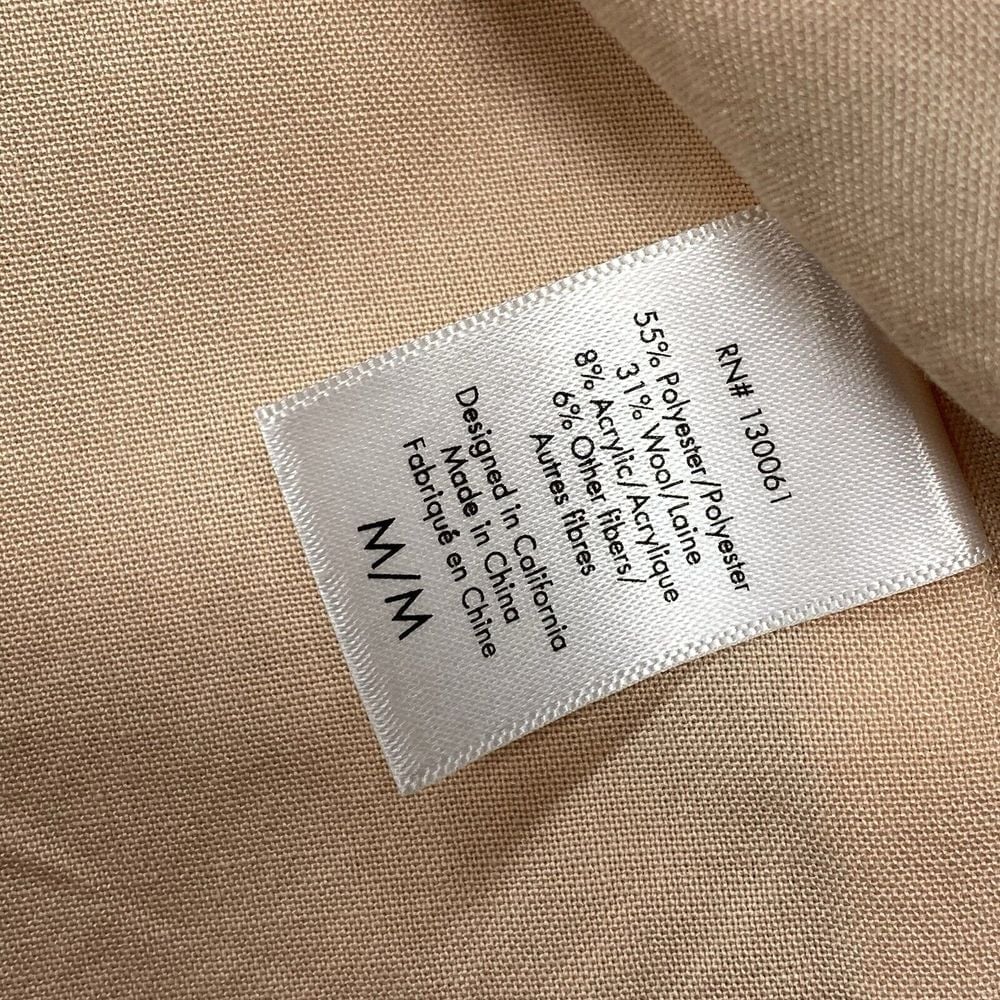 RN# 130061
55% Polyester/Polyester
31% Wool/Laine
8% Acrylic/Acrylique
6% Other fibers/
Autres fibres
Designed in California
Made in China
Fabriqué en Chine
M/M